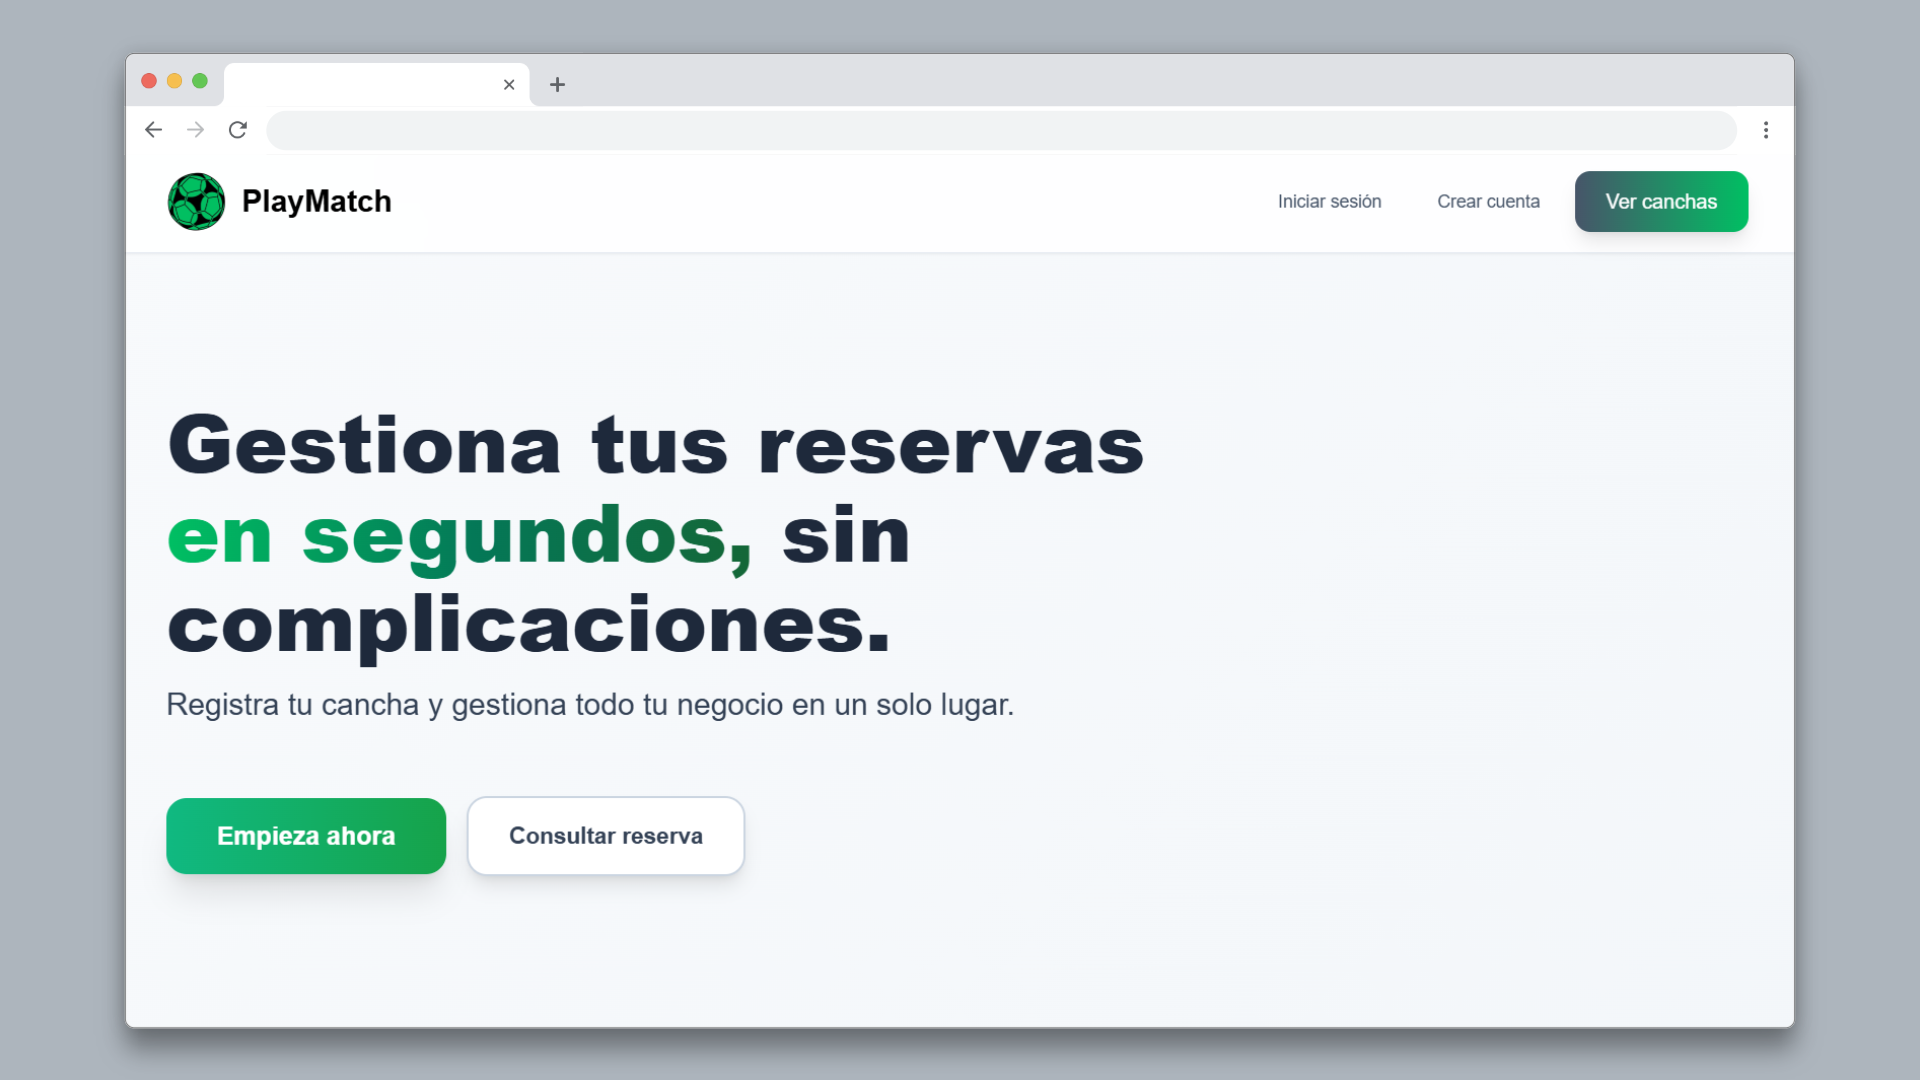 PlayMatch
Iniciar sesión
Crear cuenta
Ver canchas
Gestiona tus reservas
en segundos, sin
complicaciones.
Registra tu cancha y gestiona todo tu negocio en un solo lugar.
Empieza ahora
Consultar reserva